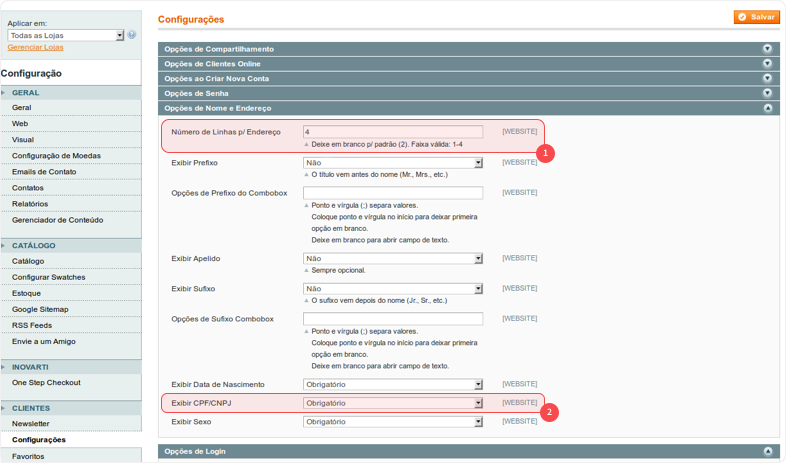 Aplicar em:
Todas as Lojas
Gerenciar Lojas
Configuração
GERAL
Geral
Web
Visual
Configuração de Moedas
Emails de Contato
Contatos
Relatórios
Gerenciador de Conteúdo
CATÁLOGO
Catálogo
Configurar Swatches
Estoque
Google Sitemap
RSS Feeds
Envie a um Amigo
INOVARTI
One Step Checkout
CLIENTES
Newsletter
Configurações
Favoritos
Configurações
Salvar
Opções de Compartilhamento
Opções de Clientes Online
Opções ao Criar Nova Conta
Opções de Senha
Opções de Nome e Endereço
Número de Linhas p/ Endereço 4 [WEBSITE]
Deixe em branco p/ padrão (2). Faixa válida: 1-4
1
Exibir Prefixo Não [WEBSITE]
O título vem antes do nome (Mr., Mrs., etc.)
Opções de Prefixo do Combobox [WEBSITE]
Ponto e vírgula (;) separa valores.
Coloque ponto e vírgula no início para deixar primeira
opção em branco.
Deixe em branco para abrir campo de texto.
Exibir Apelido Não [WEBSITE]
Sempre opcional.
Exibir Sufixo Não [WEBSITE]
O sufixo vem depois do nome (Jr., Sr., etc.)
Opções de Sufixo Combobox [WEBSITE]
Ponto e vírgula (;) separa valores.
Coloque ponto e vírgula no início para deixar primeira
opção em branco.
Deixe em branco para abrir campo de texto.
Exibir Data de Nascimento Obrigatório [WEBSITE]
Exibir CPF/CNPJ Obrigatório [WEBSITE]
2
Exibir Sexo Obrigatório [WEBSITE]
Opções de Login